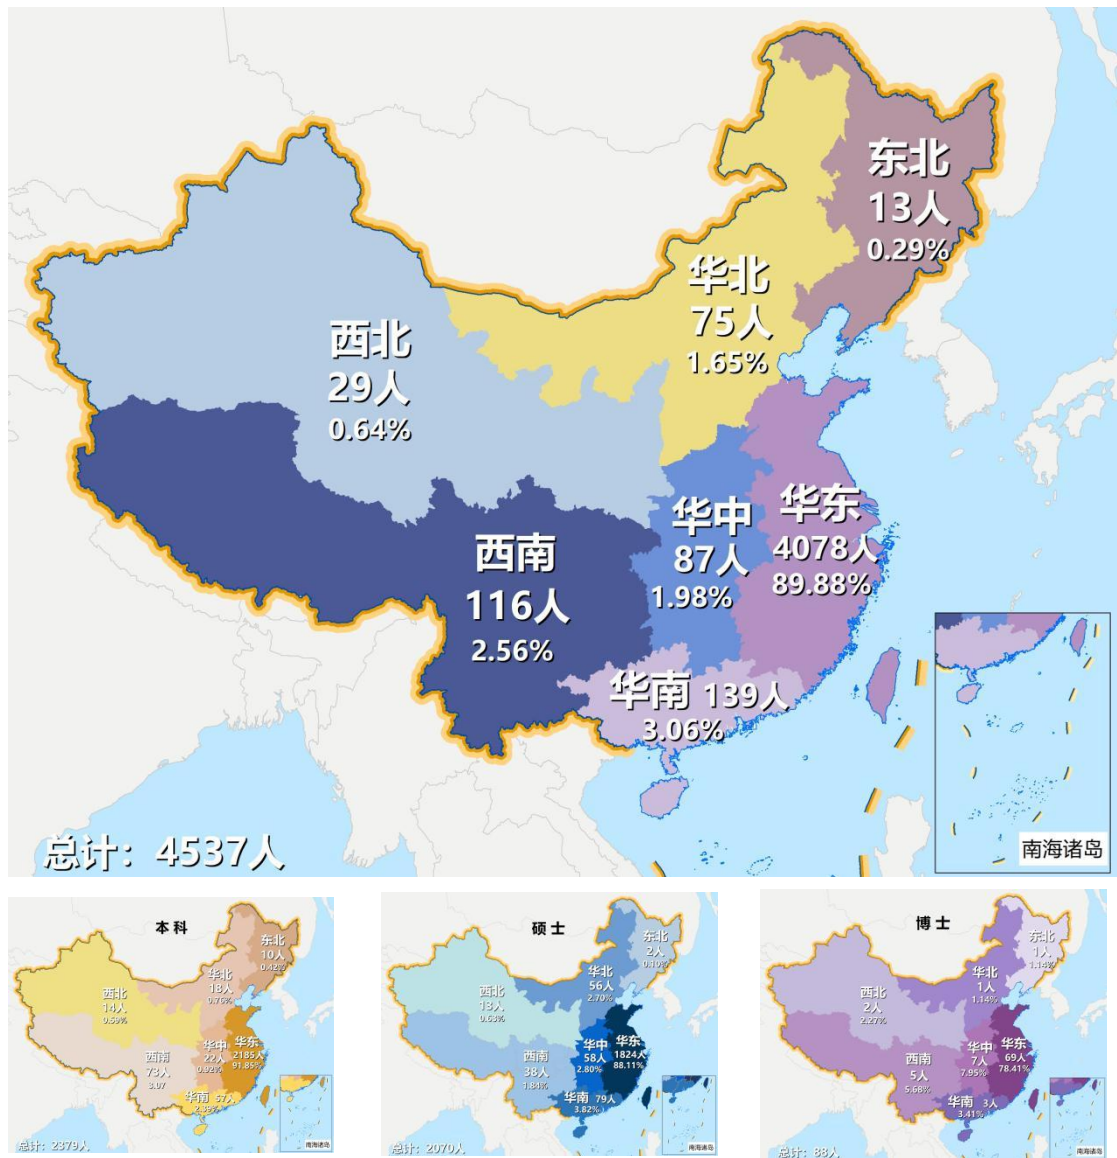 东北
13人
0.29%
华北
75人
1.65%
西北
29人
0.64%
华中
87人
1.98%
华东
4078人
89.88%
西南
116人
2.56%
华南 139人
3.06%
总计：4537人
南海诸岛
本科
东北
10人
0.42%
华北
18人
0.76%
西北
14人
0.59%
华中
22人
0.92%
华东
2185人
91.85%
西南
73人
3.07
华南 57人
总计：2379人
南海诸岛
硕士
东北
2人
0.10%
华北
56人
2.70%
西北
13人
0.63%
华中
58人
2.80%
华东
1824人
88.11%
西南
38人
1.84%
华南 79人
3.82%
总计：2070人
南海诸岛
博士
东北
1人
1.14%
华北
1人
1.14%
西北
2人
2.27%
华中
7人
7.95%
华东
69人
78.41%
西南
5人
5.68%
华南 3人
3.41%
总计：88人
南海诸岛